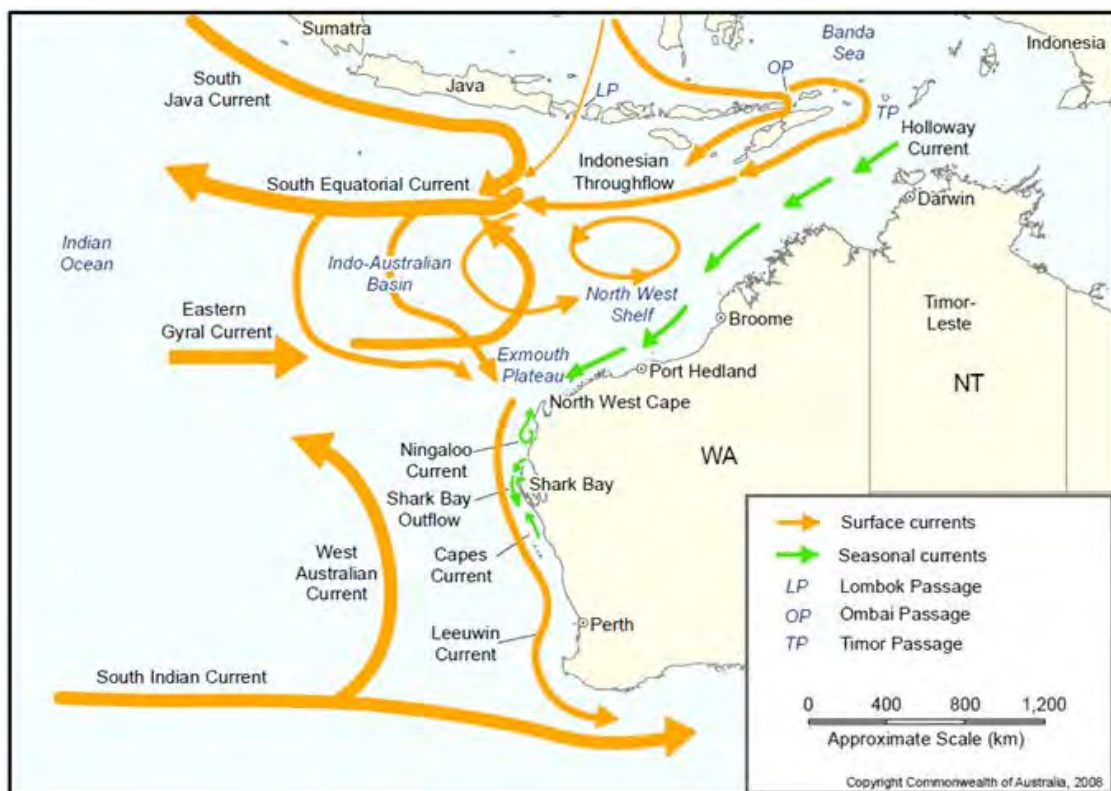 Sumatra
Java
LP
OP
Banda
Sea
Indonesia
TP
South
Java Current
Holloway
Current
Indonesian
Throughflow
South Equatorial Current
Darwin
Indian
Ocean
Indo-Australian
Basin
North West
Shelf
Eastern
Gyral Current
Broome
Timor-
Leste
Exmouth
Plateau
Port Hedland
NT
North West Cape
WA
Ningaloo
Current
Shark Bay
Shark Bay
Outflow
West
Australian
Current
Capes
Current
Perth
Leeuwin
Current
South Indian Current
Surface currents
Seasonal currents
LP Lombok Passage
OP Ombai Passage
TP Timor Passage
0 400 800 1,200
Approximate Scale (km)
Copyright Commonwealth of Australia, 2008